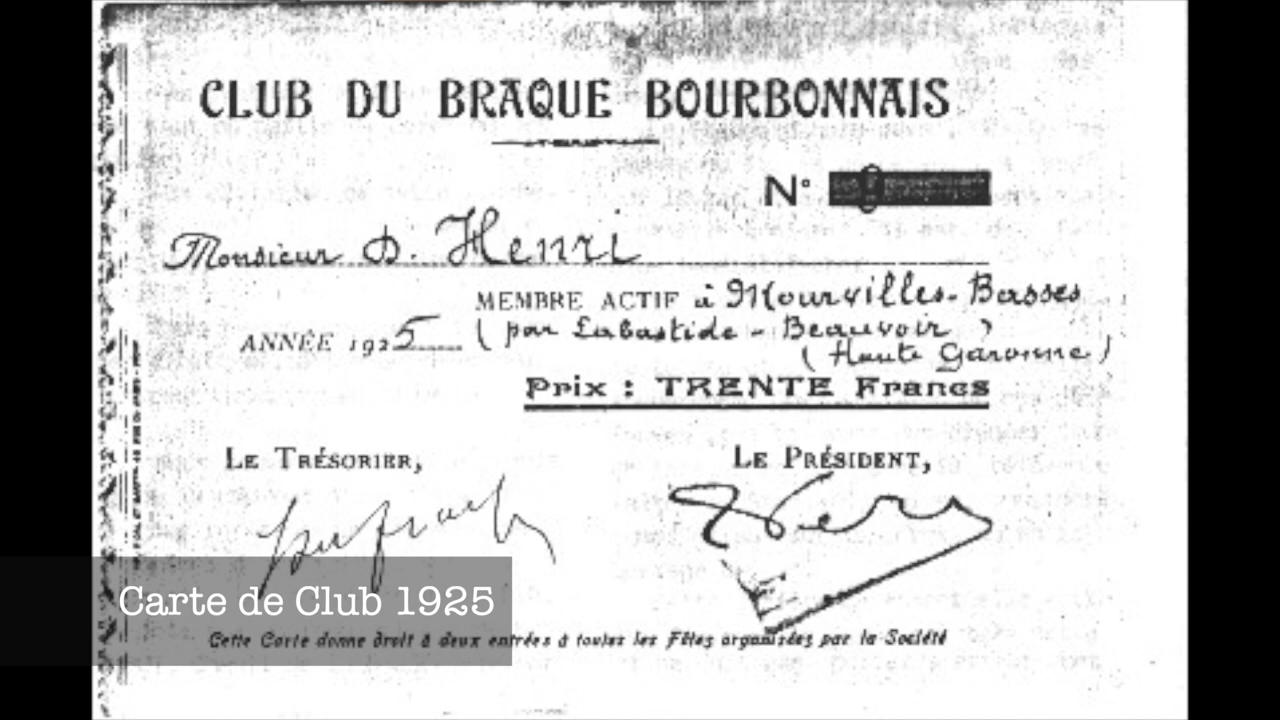 CLUB DU BRAQUE BOURBONNAIS
N°
Monsieur D. Henri
MEMBRE ACTIF à Mourvilles-Basses
ANNÉE 1925 (par Labastide-Beauvoir)
(Haute Garonne)
Prix : TRENTE Francs
LE TRÉSORIER, LE PRÉSIDENT,
Carte de Club 1925
Cette Carte donne droit à deux entrées à toutes les Fêtes organisées par la Société